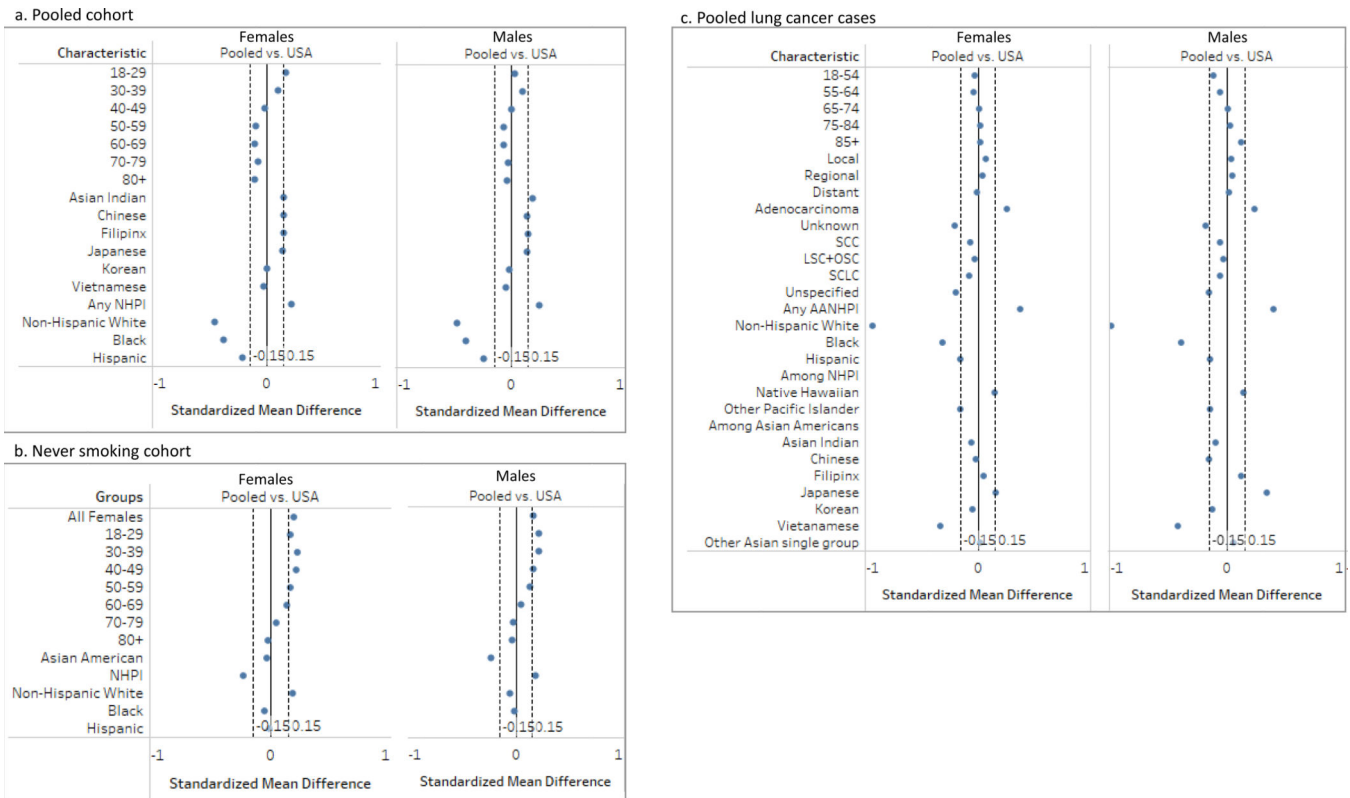 a. Pooled cohort
Females
Males
Characteristic
Pooled vs. USA
Pooled vs. USA
18-29
30-39
40-49
50-59
60-69
70-79
80+
Asian Indian
Chinese
Filipinx
Japanese
Korean
Vietnamese
Any NHPI
Non-Hispanic White
Black
Hispanic
-0.15 0.15
-0.15 0.15
-1 0 1
-1 0 1
Standardized Mean Difference
Standardized Mean Difference
b. Never smoking cohort
Females
Males
Groups
Pooled vs. USA
Pooled vs. USA
All Females
18-29
30-39
40-49
50-59
60-69
70-79
80+
Asian American
NHPI
Non-Hispanic White
Black
Hispanic
-0.15 0.15
-0.15 0.15
-1 0 1
-1 0 1
Standardized Mean Difference
Standardized Mean Difference
c. Pooled lung cancer cases
Females
Males
Characteristic
Pooled vs. USA
Pooled vs. USA
18-54
55-64
65-74
75-84
85+
Local
Regional
Distant
Adenocarcinoma
Unknown
SCC
LSC+OSC
SCLC
Unspecified
Any AANHPI
Non-Hispanic White
Black
Hispanic
Among NHPI
Native Hawaiian
Other Pacific Islander
Among Asian Americans
Asian Indian
Chinese
Filipinx
Japanese
Korean
Vietanamese
Other Asian single group
-0.15 0.15
-0.15 0.15
-1 0 1
-1 0 1
Standardized Mean Difference
Standardized Mean Difference